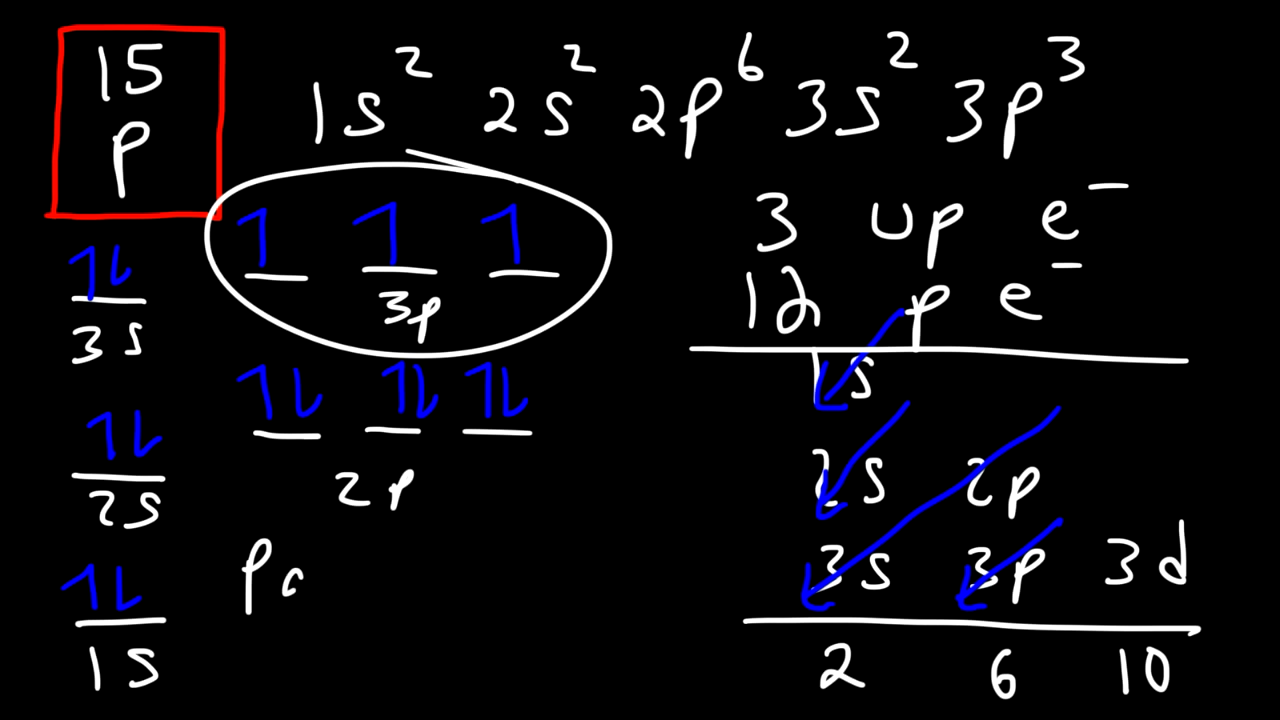 15
P
1s² 2s² 2p⁶ 3s² 3p³
3 up e⁻
12 p e⁻
3s
3p
2s
2p
1s
pa
1s
2s 2p
3s 3p 3d
2 6 10